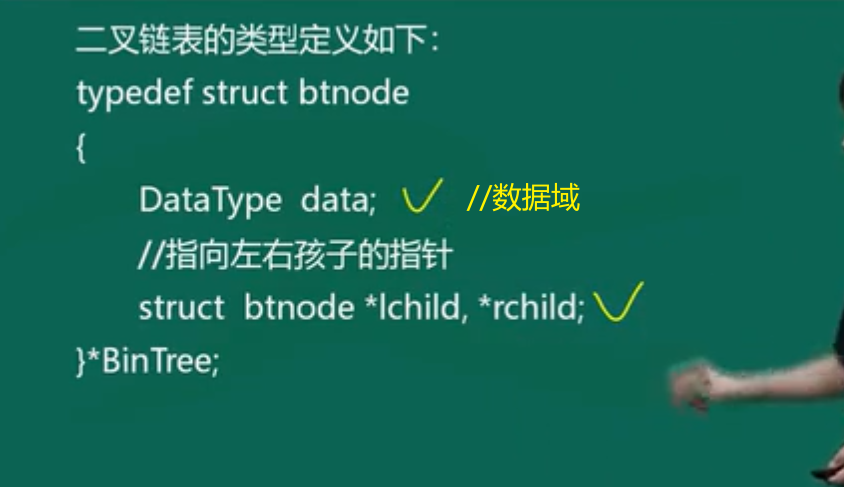 二叉链表的类型定义如下：
typedef struct btnode
{
DataType data; //数据域
//指向左右孩子的指针
struct btnode *lchild, *rchild;
}*BinTree;